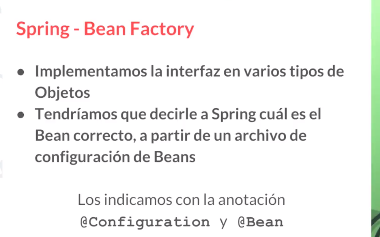 Spring - Bean Factory
● Implementamos la interfaz en varios tipos de
Objetos
● Tendríamos que decirle a Spring cuál es el
Bean correcto, a partir de un archivo de
configuración de Beans
Los indicamos con la anotación
@Configuration y @Bean